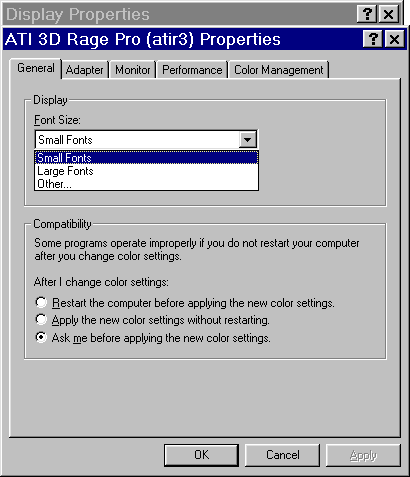 Display Properties
ATI 3D Rage Pro (atir3) Properties
General Adapter Monitor Performance Color Management
Display
Font Size:
Small Fonts
Small Fonts
Large Fonts
Other...
Compatibility
Some programs operate improperly if you do not restart your computer
after you change color settings.
After I change color settings:
Restart the computer before applying the new color settings.
Apply the new color settings without restarting.
Ask me before applying the new color settings.
OK Cancel Apply